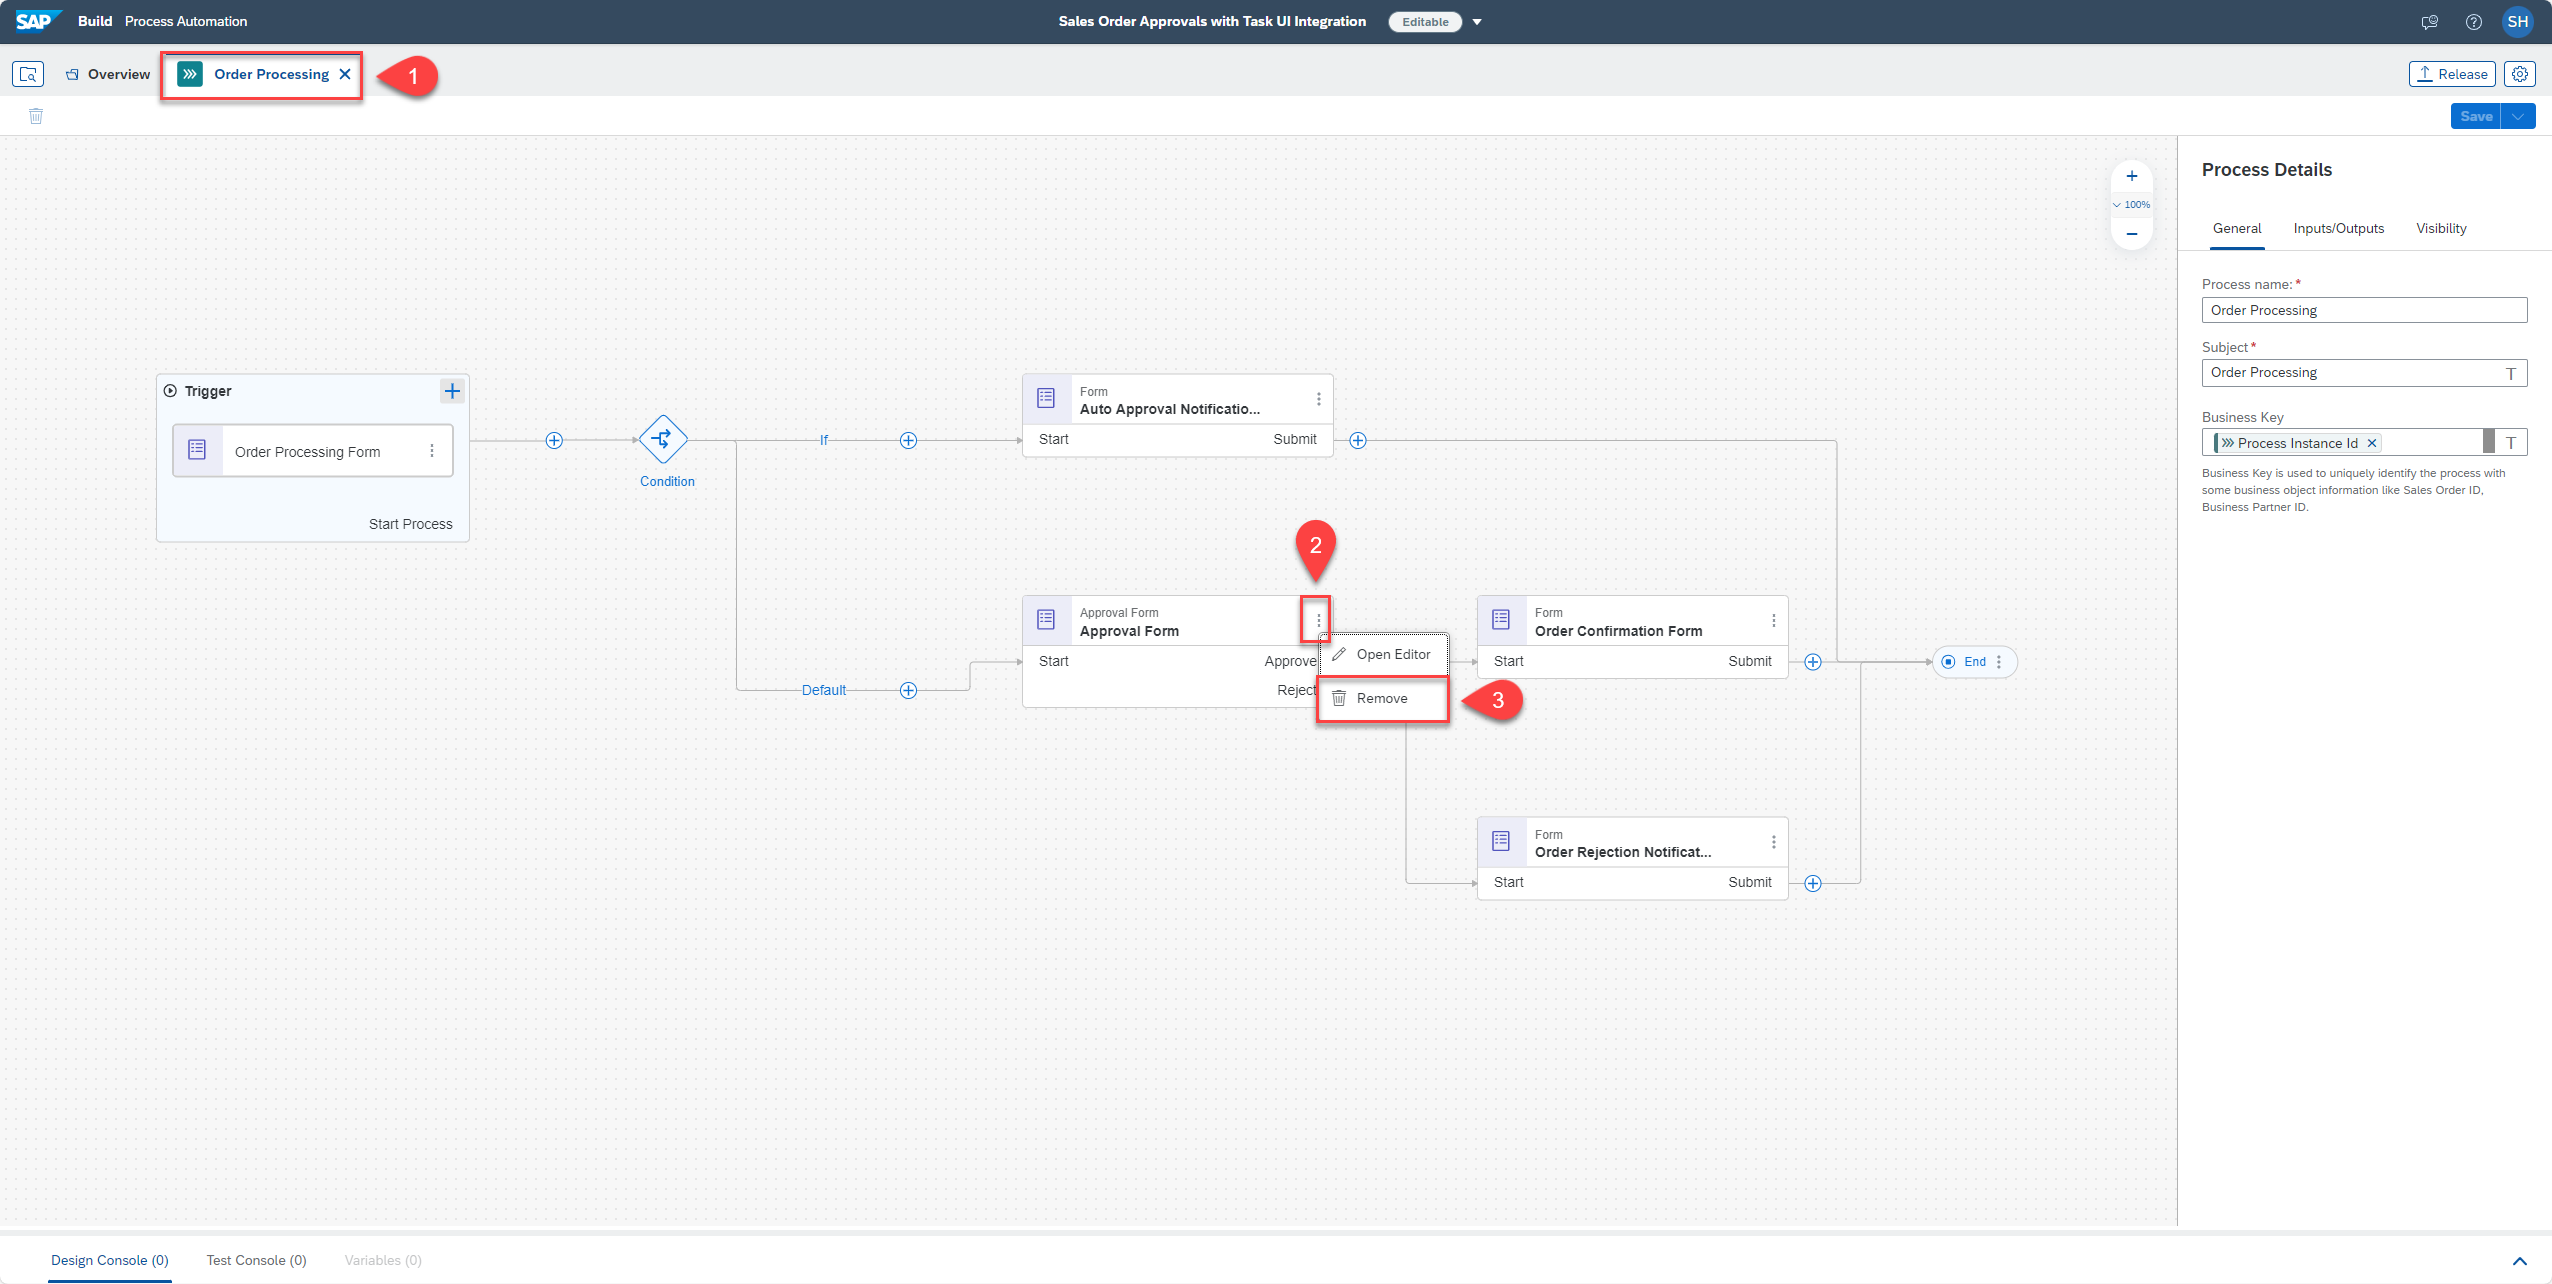 SAP Build Process Automation
Sales Order Approvals with Task UI Integration
Editable
SH
Overview
Order Processing
1
Release
Save
Process Details
100%
General Inputs/Outputs Visibility
Process name:*
Order Processing
Subject*
Order Processing
T
Business Key
Process Instance Id
T
Business Key is used to uniquely identify the process with
some business object information like Sales Order ID,
Business Partner ID.
Trigger
Order Processing Form
Start Process
Condition
If
Default
Form
Auto Approval Notificatio...
Start Submit
2
Approval Form
Approval Form
Start Approve
Reject
Open Editor
Remove
3
Form
Order Confirmation Form
Start Submit
End
Form
Order Rejection Notificat...
Start Submit
Design Console (0) Test Console (0) Variables (0)